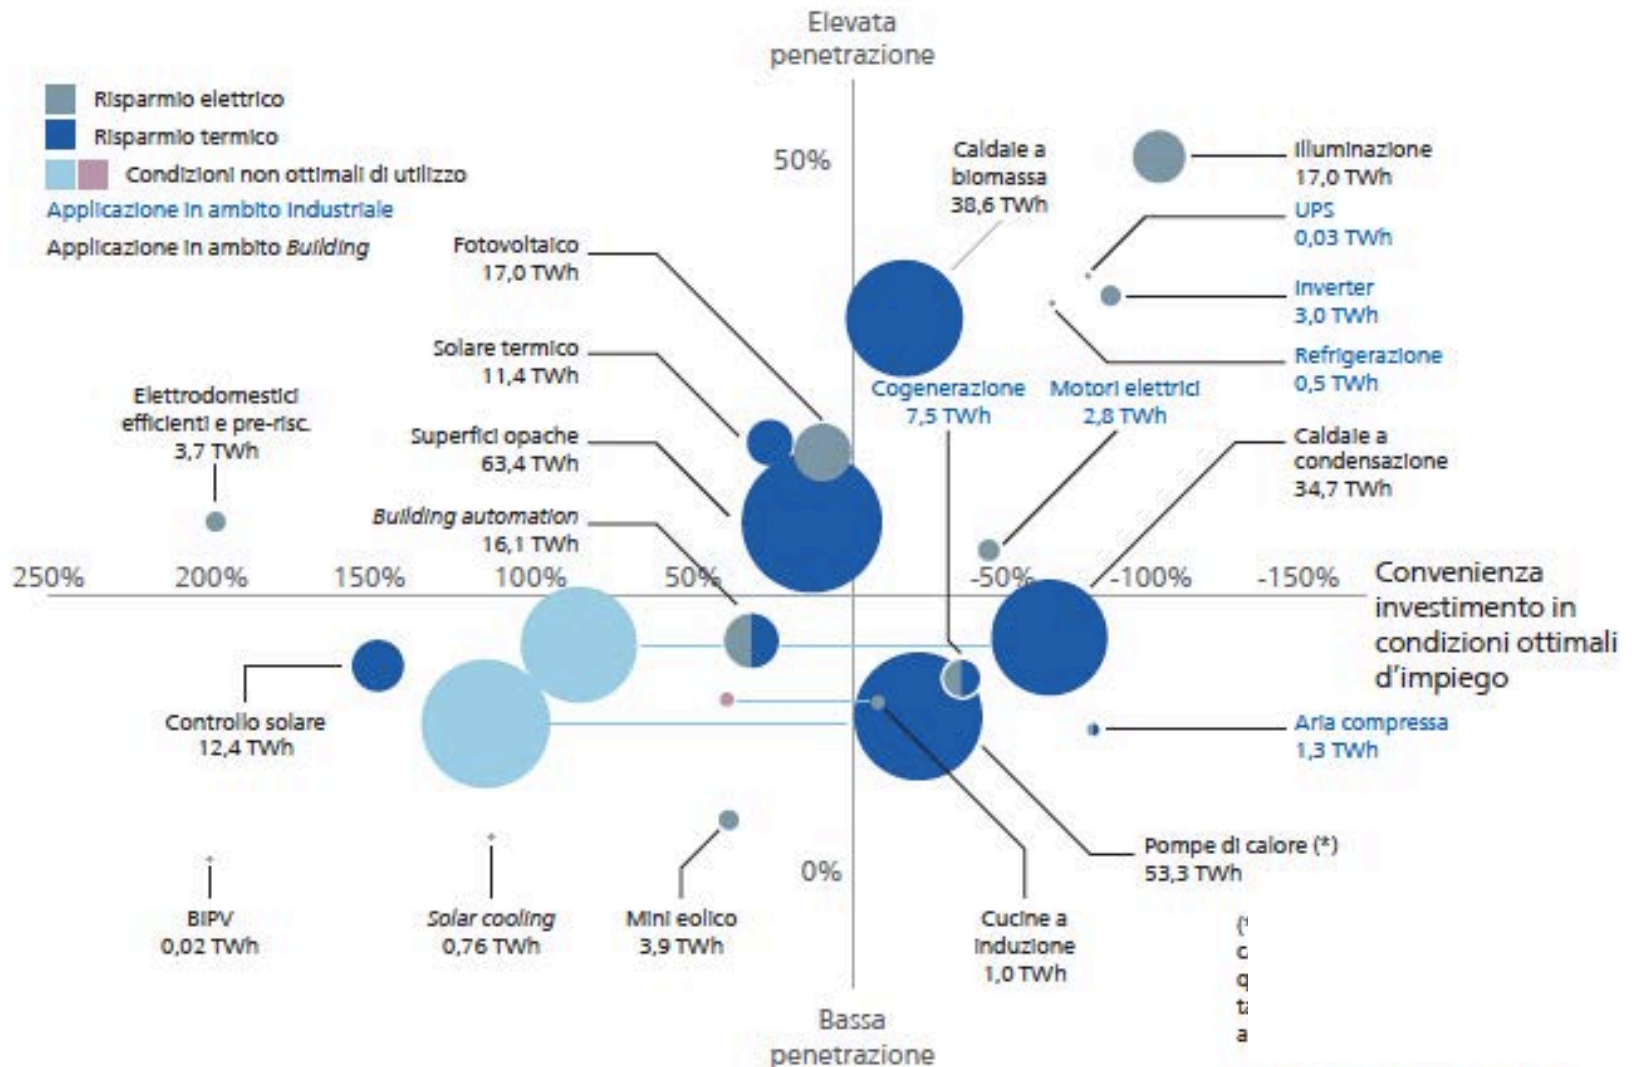 Elevata
penetrazione
Risparmio elettrico
Risparmio termico
Condizioni non ottimali di utilizzo
Applicazione in ambito industriale
Applicazione in ambito Building
50%
Caldaie a
biomassa
38,6 TWh
Illuminazione
17,0 TWh
UPS
0,03 TWh
Inverter
3,0 TWh
Refrigerazione
0,5 TWh
Fotovoltaico
17,0 TWh
Solare termico
11,4 TWh
Elettrodomestici
efficienti e pre-risc.
3,7 TWh
Superfici opache
63,4 TWh
Building automation
16,1 TWh
Cogenerazione
7,5 TWh
Motori elettrici
2,8 TWh
Caldaie a
condensazione
34,7 TWh
250% 200% 150% 100% 50% -50% -100% -150%
Convenienza
investimento in
condizioni ottimali
d'impiego
Controllo solare
12,4 TWh
Aria compressa
1,3 TWh
Pompe di calore (*)
53,3 TWh
0%
BIPV
0,02 TWh
Solar cooling
0,76 TWh
Mini eolico
3,9 TWh
Cucine a
induzione
1,0 TWh
Bassa
penetrazione